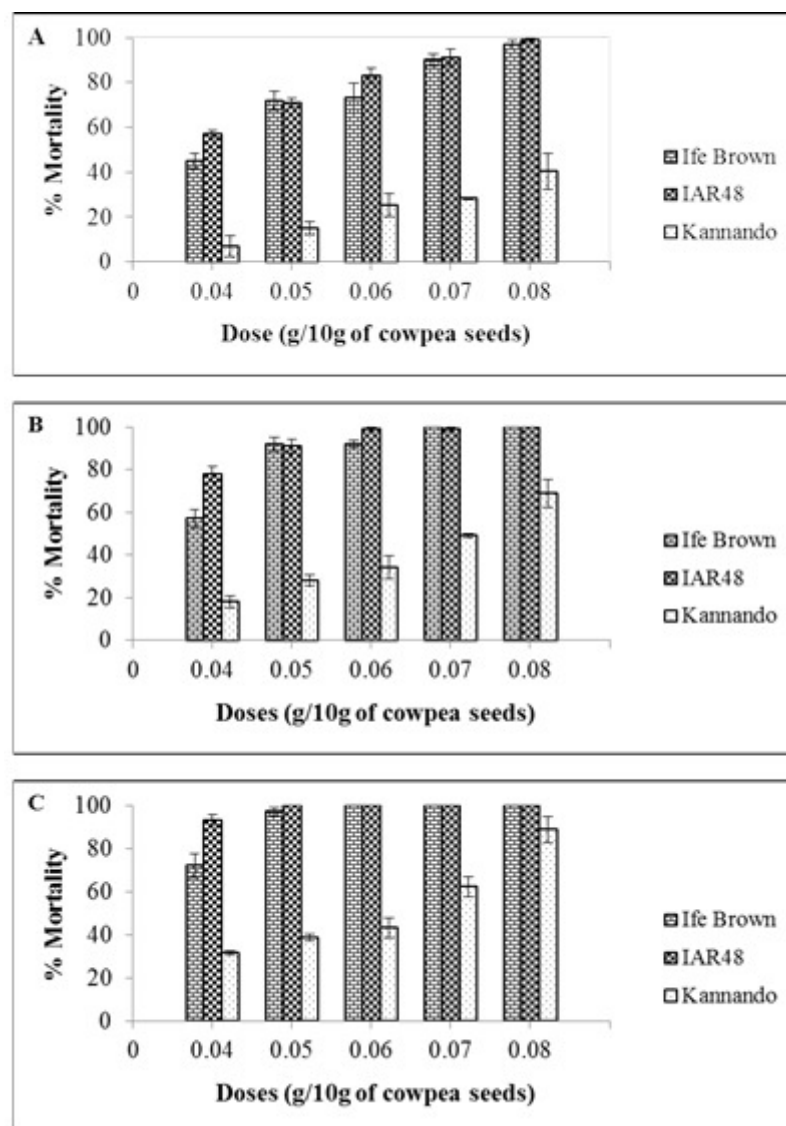 A
100
80
60
40
20
0
% Mortality
0 0.04 0.05 0.06 0.07 0.08
Dose (g/10g of cowpea seeds)
Ife Brown
IAR48
Kannando
B
100
80
60
40
20
0
% Mortality
0 0.04 0.05 0.06 0.07 0.08
Doses (g/10g of cowpea seeds)
Ife Brown
IAR48
Kannando
C
100
80
60
40
20
0
% Mortality
0 0.04 0.05 0.06 0.07 0.08
Doses (g/10g of cowpea seeds)
Ife Brown
IAR48
Kannando